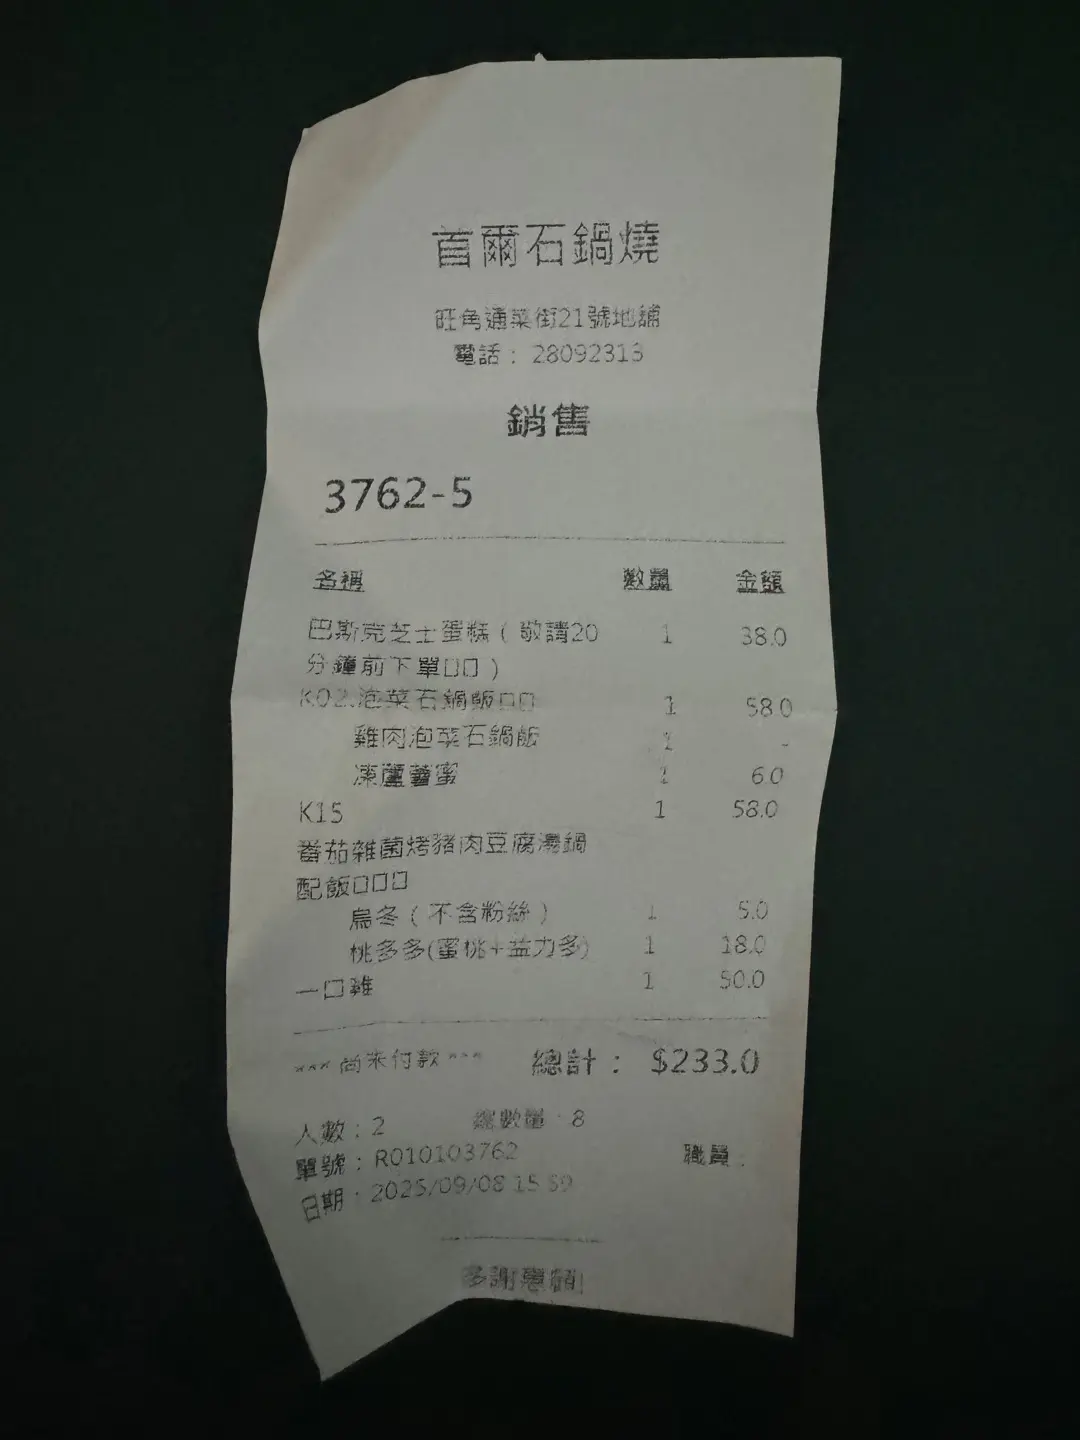 首爾石鍋燒
旺角通菜街21號地舖
電話： 28092313
銷售
3762-5
名稱 數量 金額
巴斯克芝士蛋糕（敬請20 1 38.0
分鐘前下單□□）
K02.泡菜石鍋飯□□ 1 58.0
雞肉泡菜石鍋飯 1 -
凍蘆薈蜜 1 6.0
K15 1 58.0
番茄雜菌烤豬肉豆腐湯鍋
配飯□□□
烏冬（不含粉絲） 1 5.0
桃多多(蜜桃+益力多) 1 18.0
一口雞 1 50.0
*** 尚未付款 *** 總計： $233.0
人數：2 總數量：8
單號：R010103762 職員：
日期：2025/09/08 15:59
多謝惠顧!